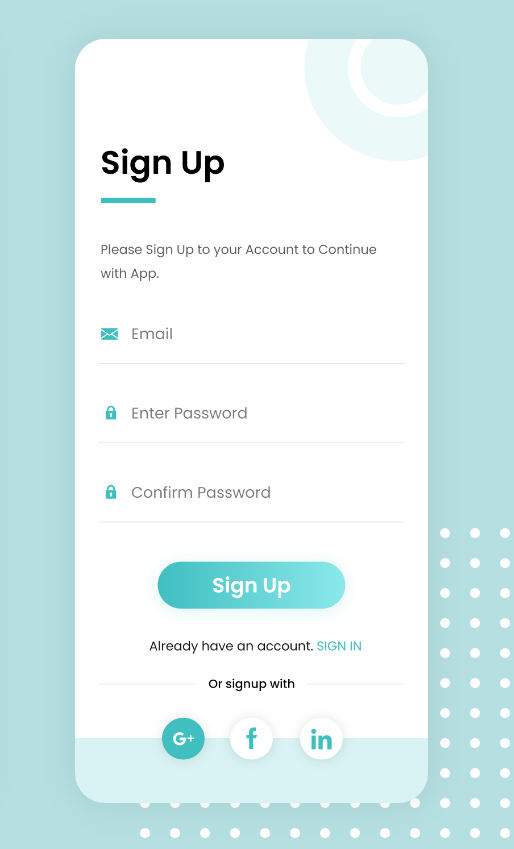 Sign Up
Please Sign Up to your Account to Continue
with App.
Email
Enter Password
Confirm Password
Sign Up
Already have an account. SIGN IN
Or signup with
G+ f in